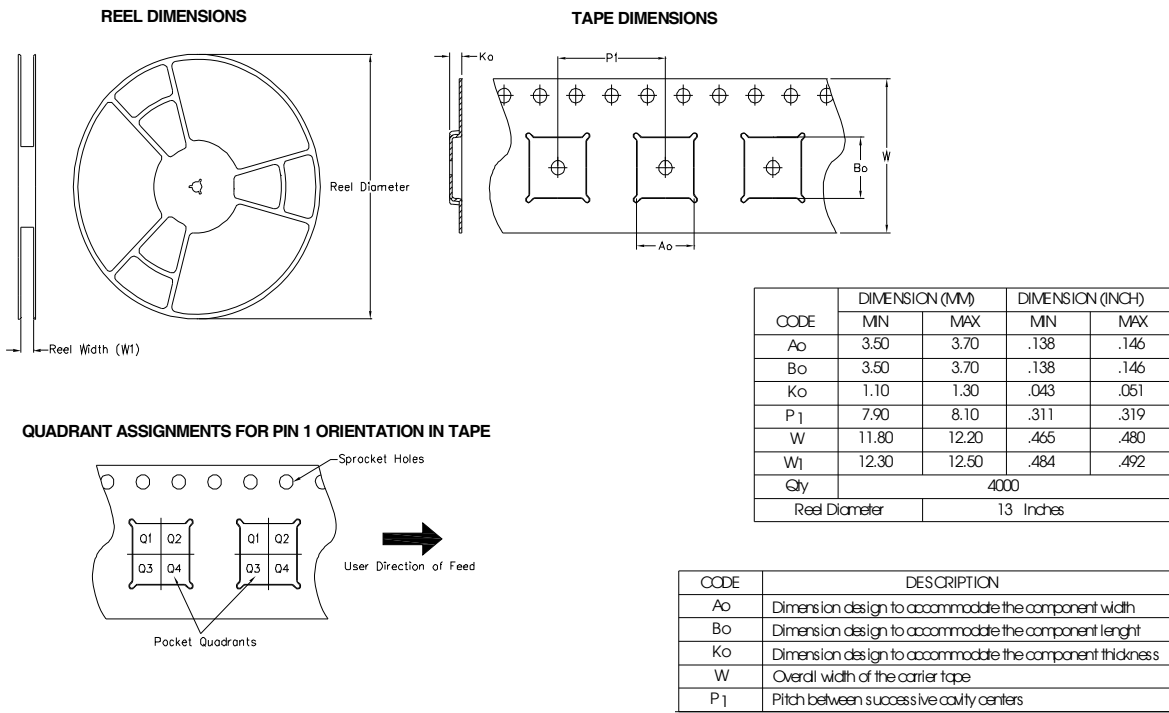 REEL DIMENSIONS
TAPE DIMENSIONS
Ko
P1
Reel Diameter
Bo
W
Ao
Reel Width (W1)
DIMENSION (MM) DIMENSION (INCH)
CODE MIN MAX MIN MAX
Ao 3.50 3.70 .138 .146
Bo 3.50 3.70 .138 .146
Ko 1.10 1.30 .043 .051
P1 7.90 8.10 .311 .319
W 11.80 12.20 .465 .480
W1 12.30 12.50 .484 .492
Qty 4000
Reel Diameter 13 Inches
QUADRANT ASSIGNMENTS FOR PIN 1 ORIENTATION IN TAPE
Sprocket Holes
Q1 Q2 Q1 Q2
Q3 Q4 Q3 Q4
User Direction of Feed
Pocket Quadrants
CODE DESCRIPTION
Ao Dimension design to accommodate the component width
Bo Dimension design to accommodate the component lenght
Ko Dimension design to accommodate the component thickness
W Overall width of the carrier tape
P1 Pitch between successive cavity centers